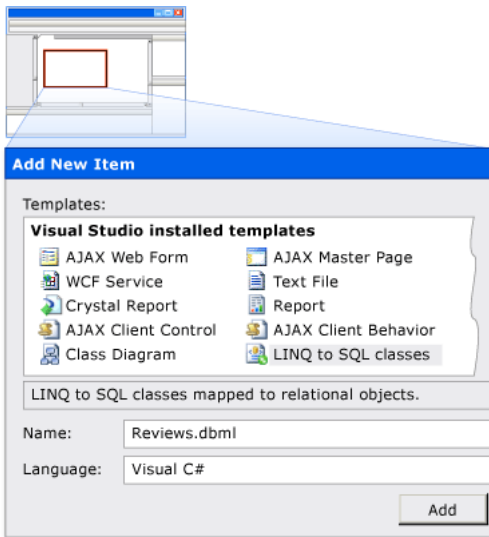 Add New Item
Templates:
Visual Studio installed templates
AJAX Web Form AJAX Master Page
WCF Service Text File
Crystal Report Report
AJAX Client Control AJAX Client Behavior
Class Diagram LINQ to SQL classes
LINQ to SQL classes mapped to relational objects.
Name: Reviews.dbml
Language: Visual C#
Add